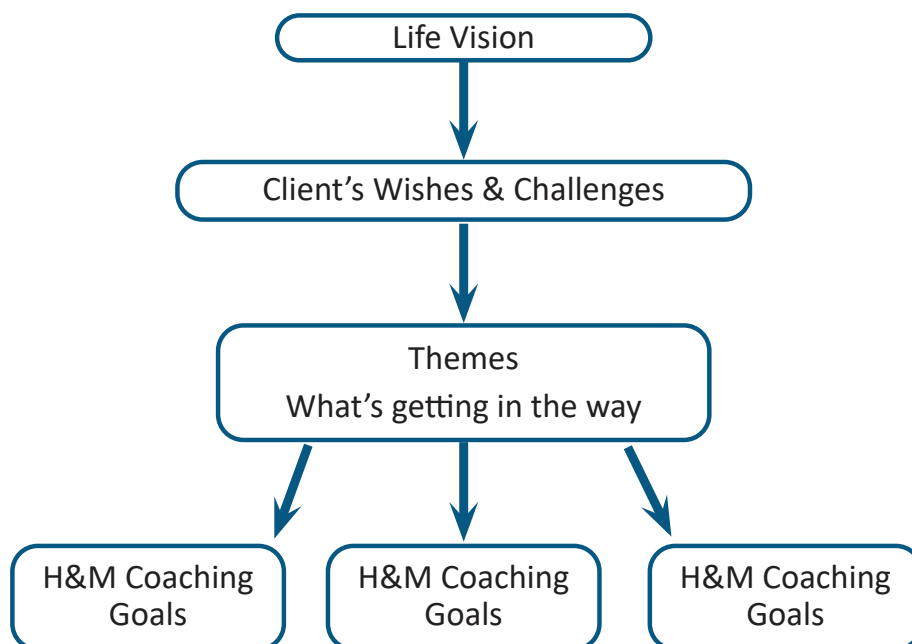 Life Vision
Client’s Wishes & Challenges
Themes
What’s getting in the way
H&M Coaching
Goals
H&M Coaching
Goals
H&M Coaching
Goals